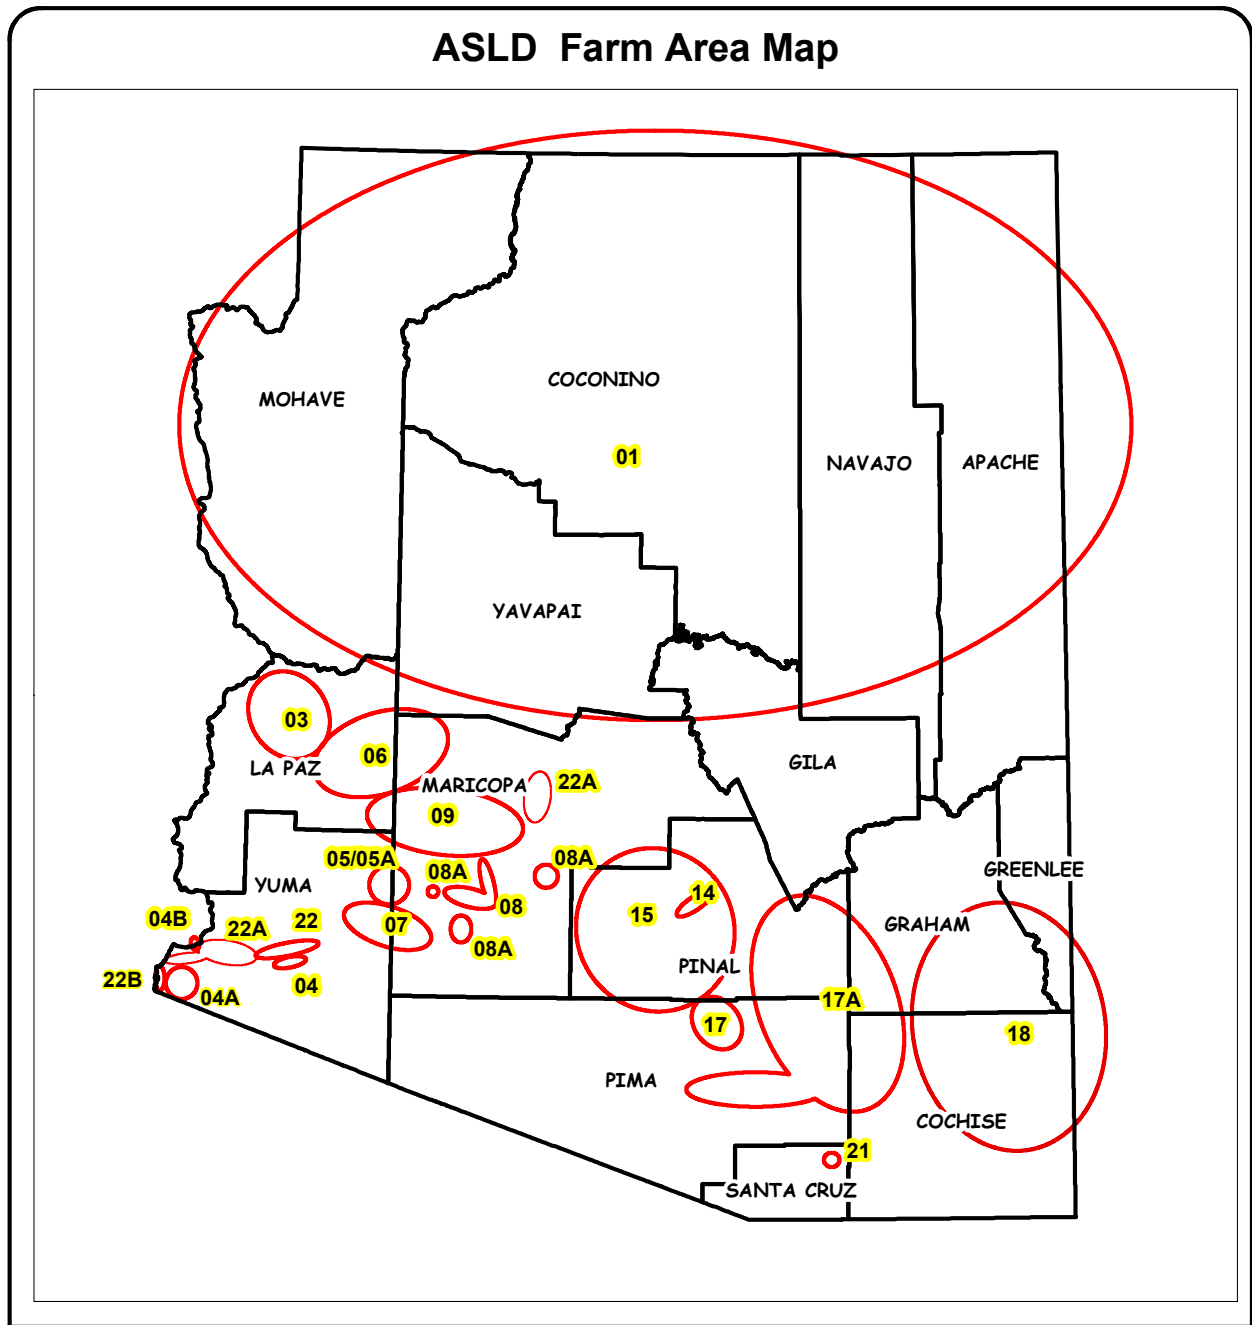 ASLD Farm Area Map
COCONINO
MOHAVE
01
NAVAJO
APACHE
YAVAPAI
03
06
LA PAZ
GILA
MARICOPA
22A
09
05/05A
08A
08A
GREENLEE
YUMA
14
08
15
04B
22A
22
07
GRAHAM
08A
PINAL
22B
04A
04
17A
17
18
PIMA
COCHISE
21
SANTA CRUZ